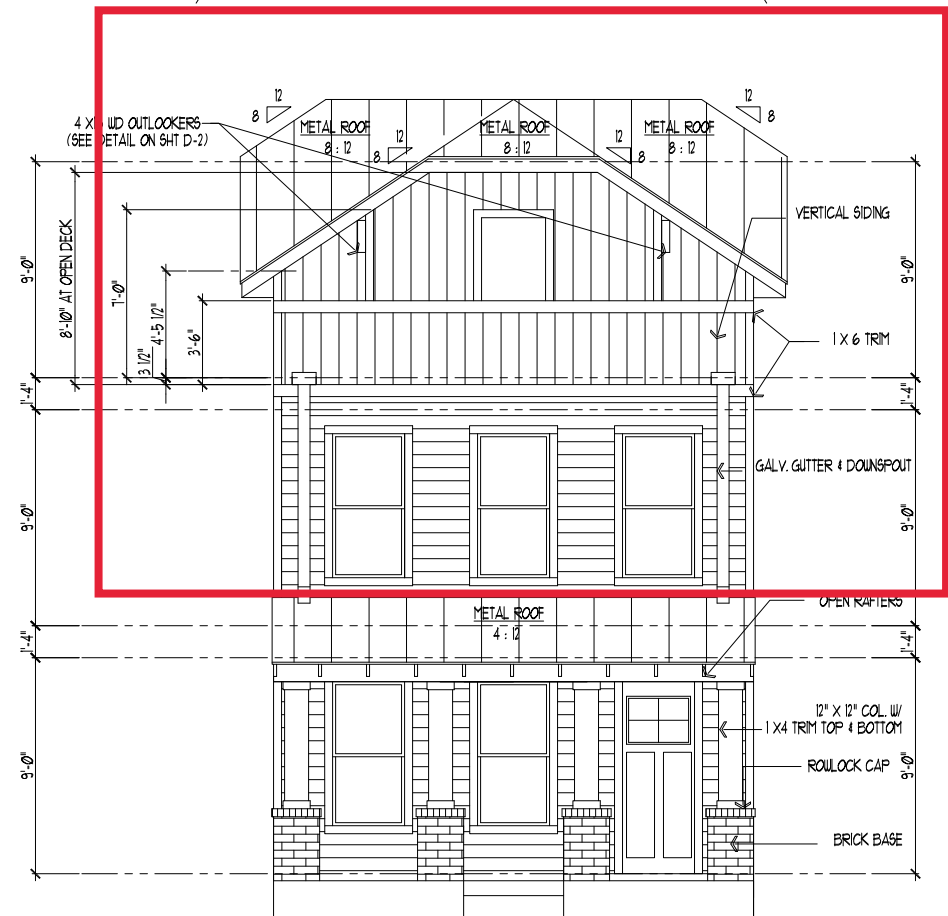 12
8
12
8
4 X WD OUTLOOKERS
(SEE DETAIL ON SHT D-2)
METAL ROOF
8 : 12
METAL ROOF
8 : 12
METAL ROOF
8 : 12
12
8
12
8
VERTICAL SIDING
9'-0"
8'-10" AT OPEN DECK
7'-0"
3 1/2"
4'-5 1/2"
3'-6"
9'-0"
1 X 6 TRIM
1'-4"
1'-4"
GALV. GUTTER & DOWNSPOUT
9'-0"
9'-0"
OPEN RAFTERS
METAL ROOF
4 : 12
1'-4"
1'-4"
12" X 12" COL. W/
1 X4 TRIM TOP & BOTTOM
ROWLOCK CAP
9'-0"
9'-0"
BRICK BASE